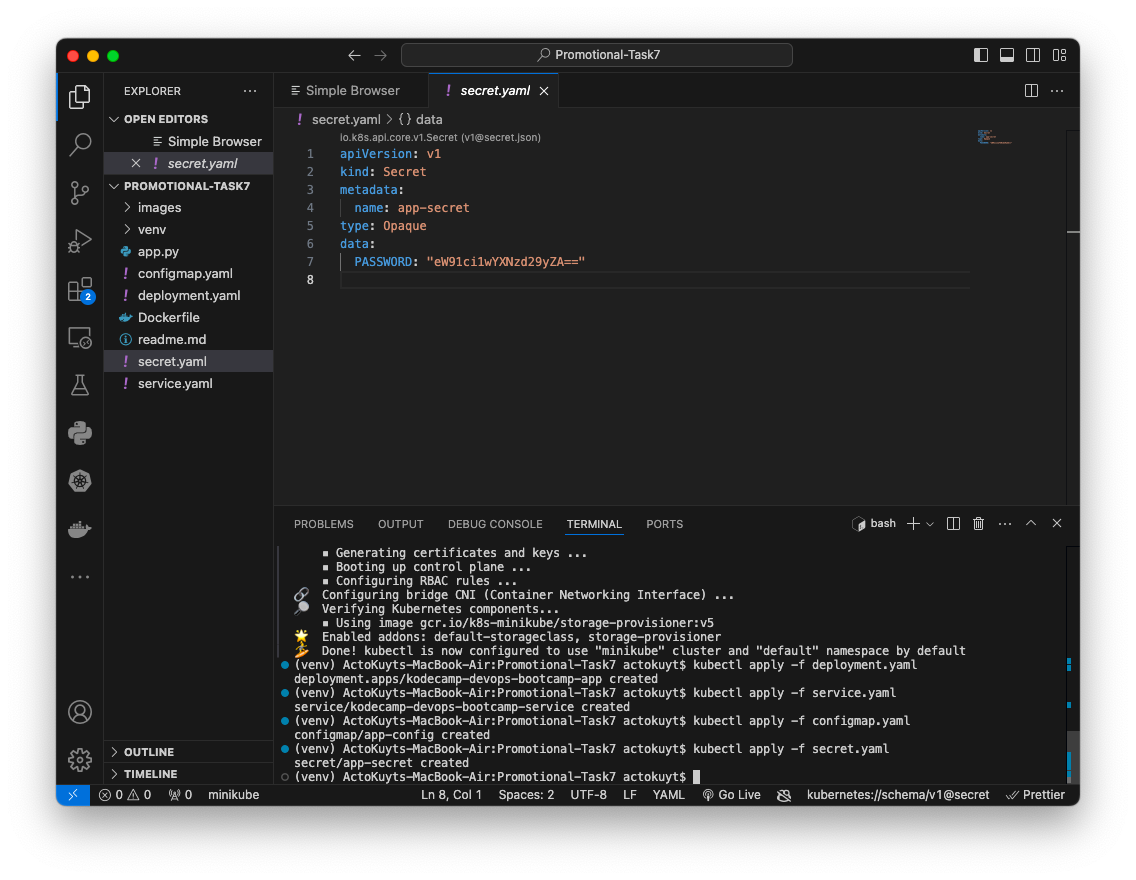 Promotional-Task7
EXPLORER
OPEN EDITORS
Simple Browser
! secret.yaml
PROMOTIONAL-TASK7
images
venv
app.py
! configmap.yaml
! deployment.yaml
Dockerfile
readme.md
! secret.yaml
! service.yaml
OUTLINE
TIMELINE
2
Simple Browser
! secret.yaml
! secret.yaml > {} data
io.k8s.api.core.v1.Secret (v1@secret.json)
1 apiVersion: v1
2 kind: Secret
3 metadata:
4 name: app-secret
5 type: Opaque
6 data:
7 PASSWORD: "eW91ci1wYXNzd29yZA=="
8
PROBLEMS OUTPUT DEBUG CONSOLE TERMINAL PORTS bash
▪ Generating certificates and keys ...
▪ Booting up control plane ...
▪ Configuring RBAC rules ...
🔗 Configuring bridge CNI (Container Networking Interface) ...
🔎 Verifying Kubernetes components...
▪ Using image gcr.io/k8s-minikube/storage-provisioner:v5
🌟 Enabled addons: default-storageclass, storage-provisioner
🏄 Done! kubectl is now configured to use "minikube" cluster and "default" namespace by default
(venv) ActoKuyts-MacBook-Air:Promotional-Task7 actokuyt$ kubectl apply -f deployment.yaml
deployment.apps/kodecamp-devops-bootcamp-app created
(venv) ActoKuyts-MacBook-Air:Promotional-Task7 actokuyt$ kubectl apply -f service.yaml
service/kodecamp-devops-bootcamp-service created
(venv) ActoKuyts-MacBook-Air:Promotional-Task7 actokuyt$ kubectl apply -f configmap.yaml
configmap/app-config created
(venv) ActoKuyts-MacBook-Air:Promotional-Task7 actokuyt$ kubectl apply -f secret.yaml
secret/app-secret created
(venv) ActoKuyts-MacBook-Air:Promotional-Task7 actokuyt$
0 0 0 minikube Ln 8, Col 1 Spaces: 2 UTF-8 LF YAML Go Live kubernetes://schema/v1@secret Prettier